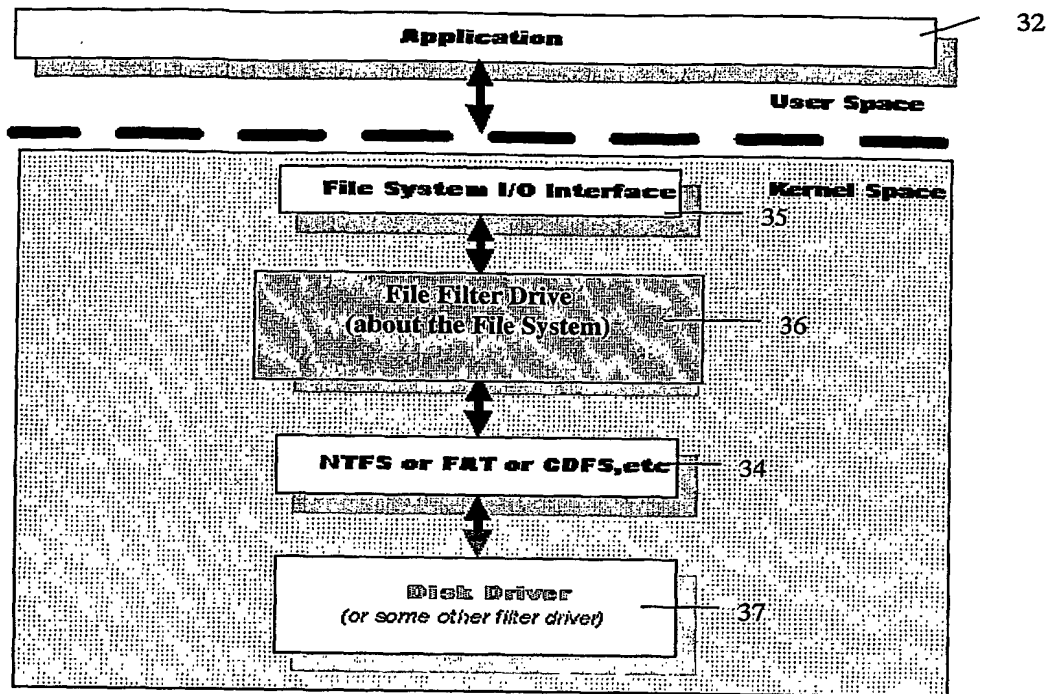 Application
32
User Space
File System I/O Interface
Kernel Space
35
File Filter Drive
(about the File System)
36
NTFS or FAT or CDFS,etc
34
Disk Driver
(or some other filter driver)
37